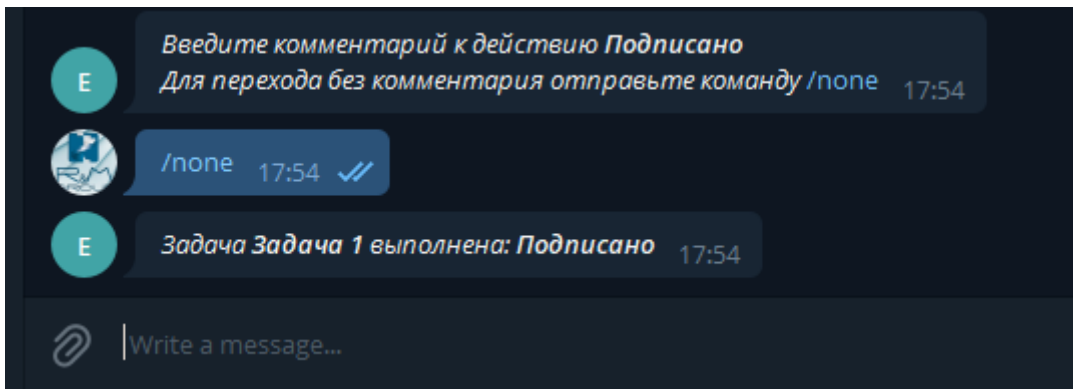 Введите комментарий к действию Подписано
Для перехода без комментария отправьте команду /none 17:54
E
/none 17:54
E
Задача Задача 1 выполнена: Подписано 17:54
Write a message...